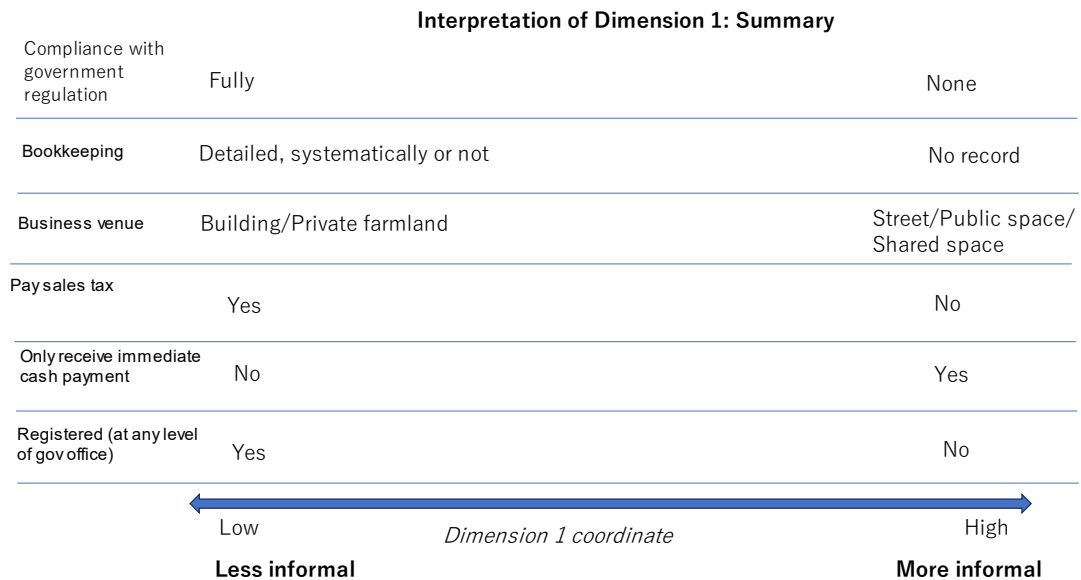 Interpretation of Dimension 1: Summary
Compliance with
government
regulation
Fully
None
Bookkeeping
Detailed, systematically or not
No record
Business venue
Building/Private farmland
Street/Public space/
Shared space
Pay sales tax
Yes
No
Only receive immediate
cash payment
No
Yes
Registered (at any level
of gov office)
Yes
No
Low
Dimension 1 coordinate
High
Less informal
More informal